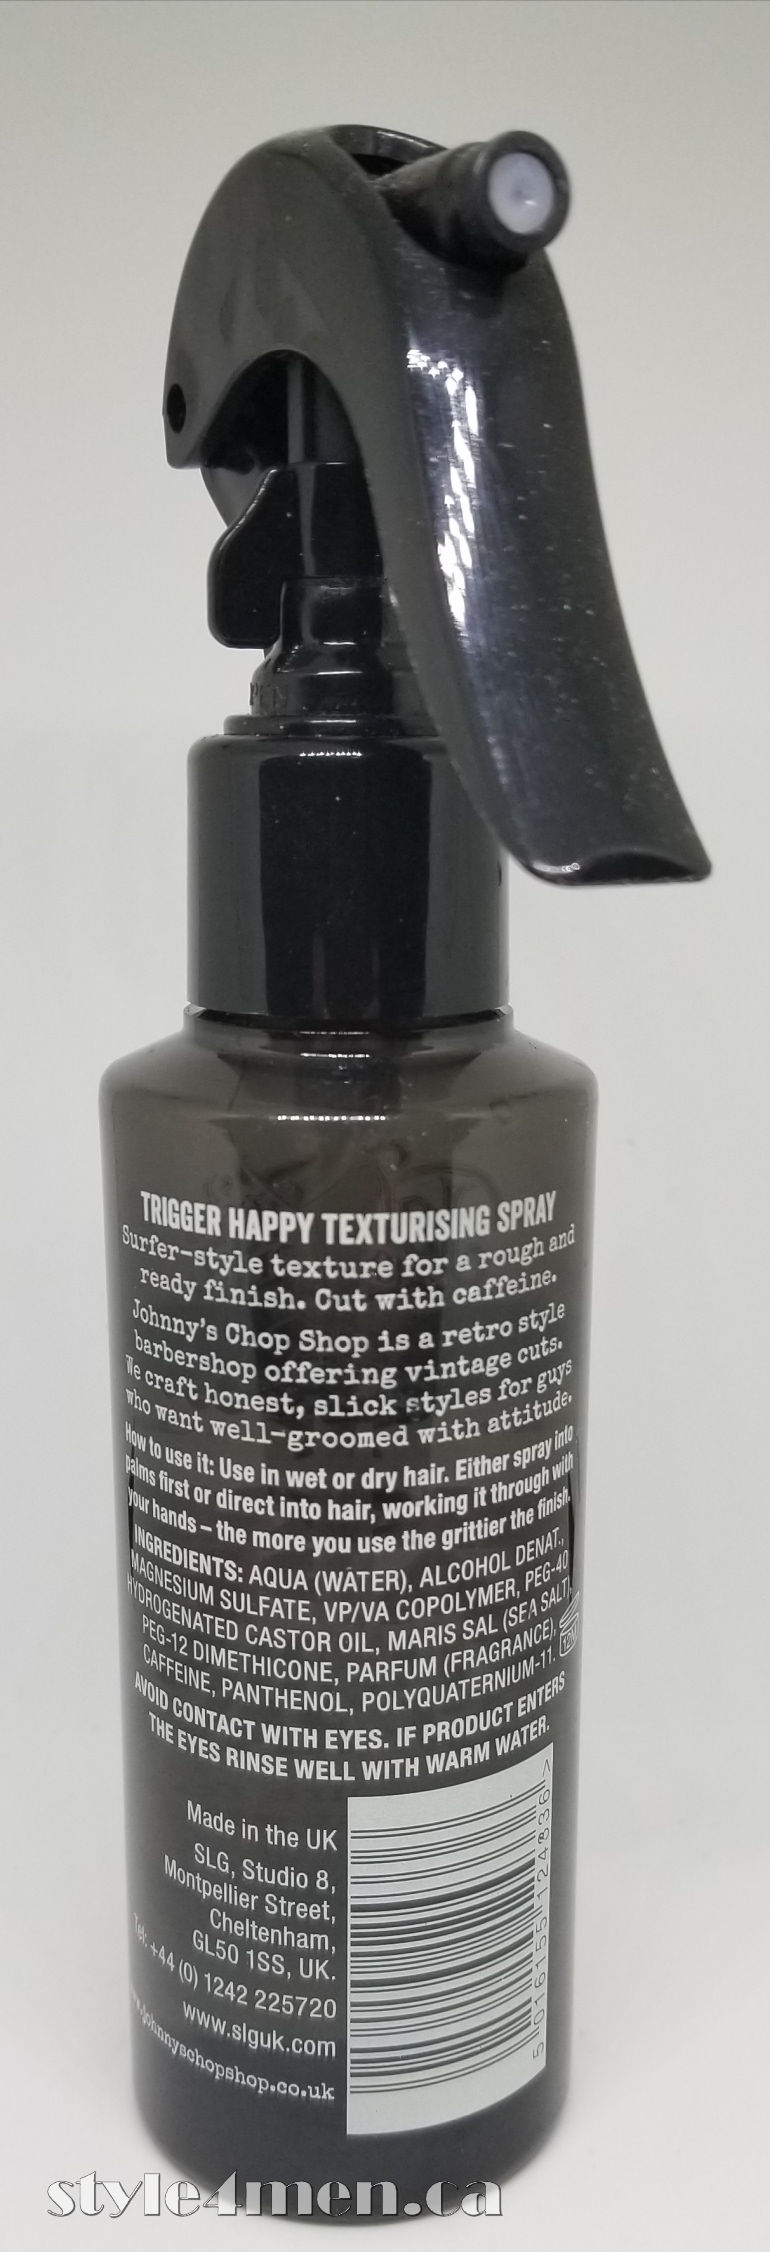 TRIGGER HAPPY TEXTURISING SPRAY
Surfer-style texture for a rough and
ready finish. Cut with caffeine.
Johnny's Chop Shop is a retro style
barbershop offering vintage cuts.
We craft honest, slick styles for guys
who want well-groomed with attitude.
How to use it: Use in wet or dry hair. Either spray into
palms first or direct into hair, working it through with
your hands – the more you use the grittier the finish.
INGREDIENTS: AQUA (WATER), ALCOHOL DENAT.,
MAGNESIUM SULFATE, VP/VA COPOLYMER, PEG-40
HYDROGENATED CASTOR OIL, MARIS SAL (SEA SALT),
PEG-12 DIMETHICONE, PARFUM (FRAGRANCE),
CAFFEINE, PANTHENOL, POLYQUATERNIUM-11.
12M
AVOID CONTACT WITH EYES. IF PRODUCT ENTERS
THE EYES RINSE WELL WITH WARM WATER.
Made in the UK
SLG, Studio 8,
Montpellier Street,
Cheltenham,
GL50 1SS, UK.
Tel: +44 (0) 1242 225720
www.slguk.com
www.johnnyschopshop.co.uk
5 016155 124836 >
style4men.ca